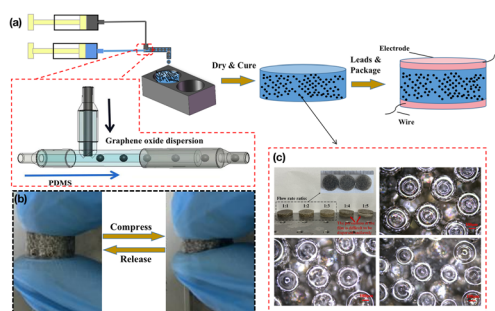 (a)
Dry & Cure
Leads &
Package
Electrode
Wire
Graphene oxide dispersion
PDMS
(b)
Compress
Release
(c)
Flow rate ratio:
1:1 1:2 1:3 1:4 1:5